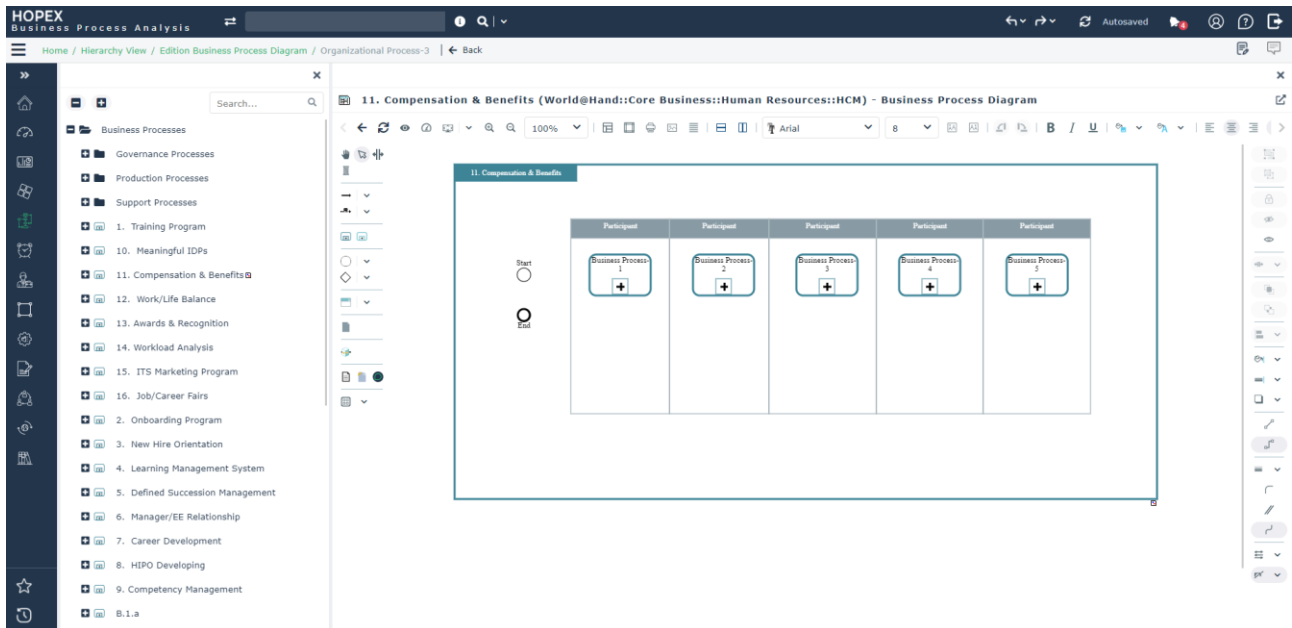 HOPEX
Business Process Analysis
Autosaved
4
Home / Hierarchy View / Edition Business Process Diagram / Organizational Process-3
Back
Search...
Business Processes
Governance Processes
Production Processes
Support Processes
1. Training Program
10. Meaningful IDPs
11. Compensation & Benefits
12. Work/Life Balance
13. Awards & Recognition
14. Workload Analysis
15. ITS Marketing Program
16. Job/Career Fairs
2. Onboarding Program
3. New Hire Orientation
4. Learning Management System
5. Defined Succession Management
6. Manager/EE Relationship
7. Career Development
8. HIPO Developing
9. Competency Management
B.1.a
11. Compensation & Benefits (World@Hand::Core Business::Human Resources::HCM) - Business Process Diagram
100%
Arial
8
B I U
11. Compensation & Benefits
Participant
Participant
Participant
Participant
Participant
Start
Business Process-
1
Business Process-
2
Business Process-
3
Business Process-
4
Business Process-
5
End